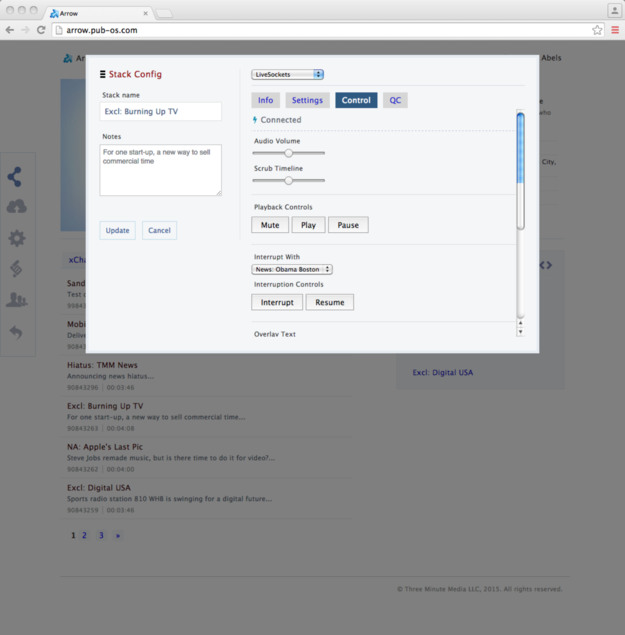 Arrow
arrow.pub-os.com
Ar
Abels
Stack Config
Stack name
Excl: Burning Up TV
Notes
For one start-up, a new way to sell
commercial time
Update
Cancel
LiveSockets
Info
Settings
Control
QC
Connected
Audio Volume
Scrub Timeline
Playback Controls
Mute
Play
Pause
Interrupt With
News: Obama Boston
Interruption Controls
Interrupt
Resume
Overlay Text
who
City,
xCha
Sand
Test c
90843
Mobi
Delive
90843
Hiatus: TMM News
Announcing news hiatus...
90843296 | 00:03:46
Excl: Burning Up TV
For one start-up, a new way to sell commercial time...
90843263 | 00:04:08
NA: Apple's Last Pic
Steve Jobs remade music, but is there time to do it for video?...
90843262 | 00:04:00
Excl: Digital USA
Sports radio station 810 WHB is swinging for a digital future...
90843259 | 00:03:46
1 2 3 »
Excl: Digital USA
© Three Minute Media LLC, 2015. All rights reserved.